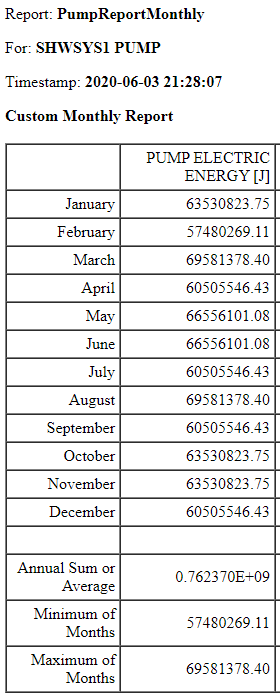 Report: PumpReportMonthly
For: SHWSYS1 PUMP
Timestamp: 2020-06-03 21:28:07
Custom Monthly Report
PUMP ELECTRIC
ENERGY [J]
January 63530823.75
February 57480269.11
March 69581378.40
April 60505546.43
May 66556101.08
June 66556101.08
July 60505546.43
August 69581378.40
September 60505546.43
October 63530823.75
November 63530823.75
December 60505546.43
Annual Sum or
Average 0.762370E+09
Minimum of
Months 57480269.11
Maximum of
Months 69581378.40